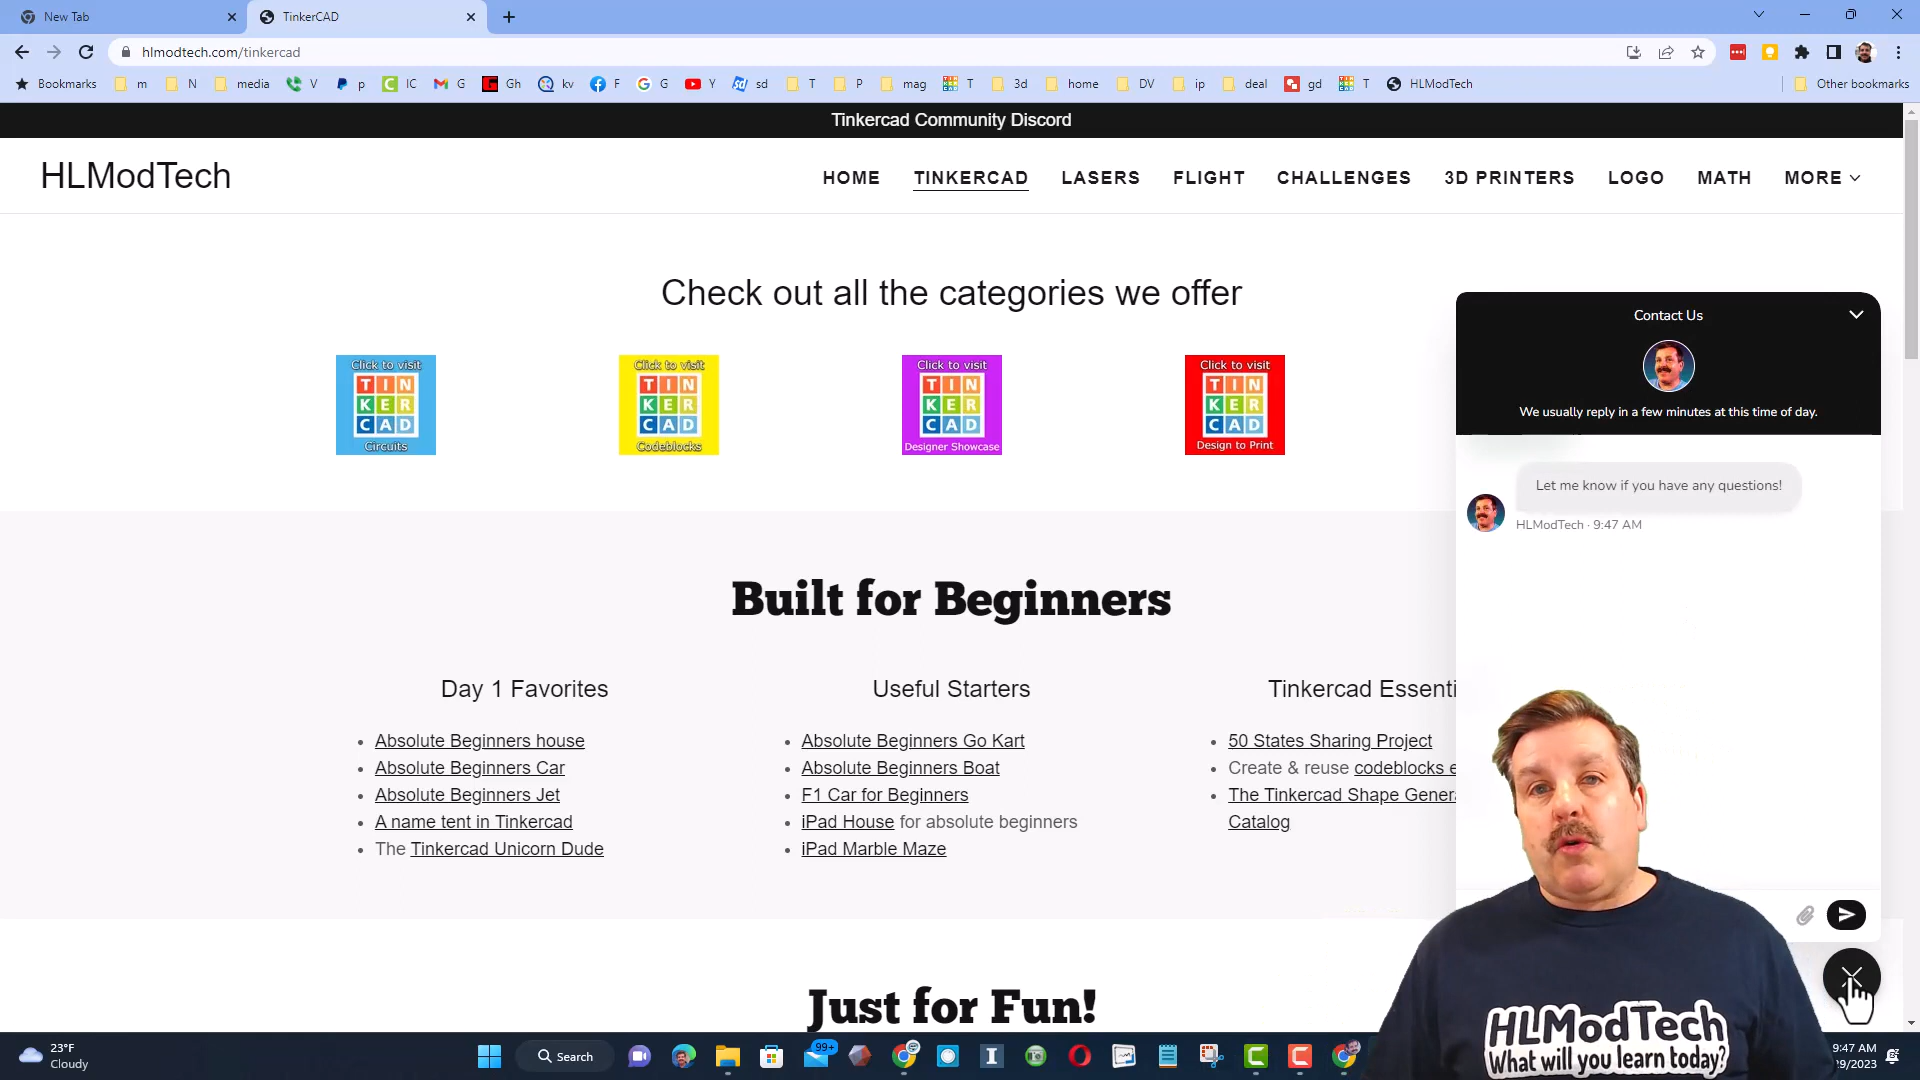 New Tab
TinkerCAD
hlmodtech.com/tinkercad
Bookmarks m N media V p IC G Gh kv F G Y sd T P mag T 3d home DV ip deal gd T HLModTech Other bookmarks
Tinkercad Community Discord
HLModTech
HOME TINKERCAD LASERS FLIGHT CHALLENGES 3D PRINTERS LOGO MATH MORE
Check out all the categories we offer
Click to visit
TIN
KER
CAD
Circuits
Click to visit
TIN
KER
CAD
Codeblocks
Click to visit
TIN
KER
CAD
Designer Showcase
Click to visit
TIN
KER
CAD
Design to Print
Contact Us
We usually reply in a few minutes at this time of day.
Let me know if you have any questions!
HLModTech · 9:47 AM
Built for Beginners
Day 1 Favorites
Absolute Beginners house
Absolute Beginners Car
Absolute Beginners Jet
A name tent in Tinkercad
The Tinkercad Unicorn Dude
Useful Starters
Absolute Beginners Go Kart
Absolute Beginners Boat
F1 Car for Beginners
iPad House for absolute beginners
iPad Marble Maze
Tinkercad Essenti
50 States Sharing Project
Create & reuse codeblocks e
The Tinkercad Shape Genera
Catalog
Just for Fun!
HLModTech
What will you learn today?
23°F
Cloudy
Search
99+
9:47 AM
29/2023